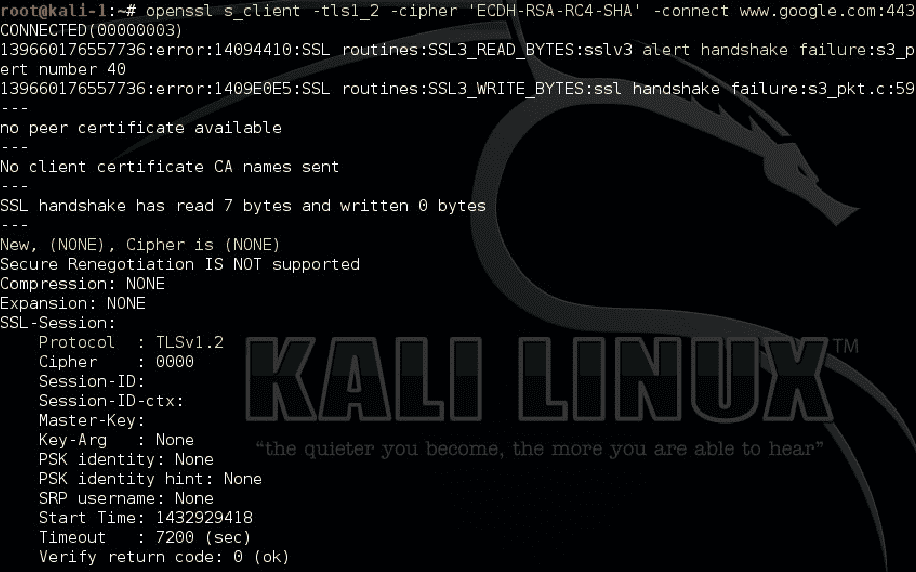 root@kali-1:~# openssl s_client -tls1_2 -cipher 'ECDH-RSA-RC4-SHA' -connect www.google.com:443
CONNECTED(00000003)
139660176557736:error:14094410:SSL routines:SSL3_READ_BYTES:sslv3 alert handshake failure:s3_p
ert number 40
139660176557736:error:1409E0E5:SSL routines:SSL3_WRITE_BYTES:ssl handshake failure:s3_pkt.c:59
---
no peer certificate available
---
No client certificate CA names sent
---
SSL handshake has read 7 bytes and written 0 bytes
---
New, (NONE), Cipher is (NONE)
Secure Renegotiation IS NOT supported
Compression: NONE
Expansion: NONE
SSL-Session:
    Protocol  : TLSv1.2
    Cipher    : 0000
    Session-ID:
    Session-ID-ctx:
    Master-Key:
    Key-Arg   : None
    PSK identity: None
    PSK identity hint: None
    SRP username: None
    Start Time: 1432929418
    Timeout   : 7200 (sec)
    Verify return code: 0 (ok)
KALI LINUX™
“the quieter you become, the more you are able to hear”